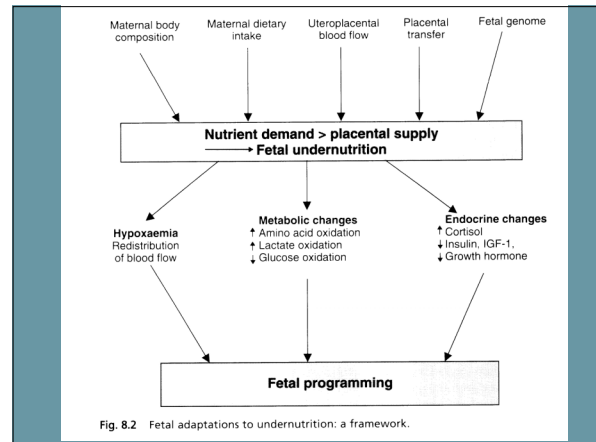 Maternal body
composition
Maternal dietary
intake
Uteroplacental
blood flow
Placental
transfer
Fetal genome
Nutrient demand > placental supply
→ Fetal undernutrition
Hypoxaemia
Redistribution
of blood flow
Metabolic changes
↑ Amino acid oxidation
↑ Lactate oxidation
↓ Glucose oxidation
Endocrine changes
↑ Cortisol
↓ Insulin, IGF-1,
↓ Growth hormone
Fetal programming
Fig. 8.2 Fetal adaptations to undernutrition: a framework.